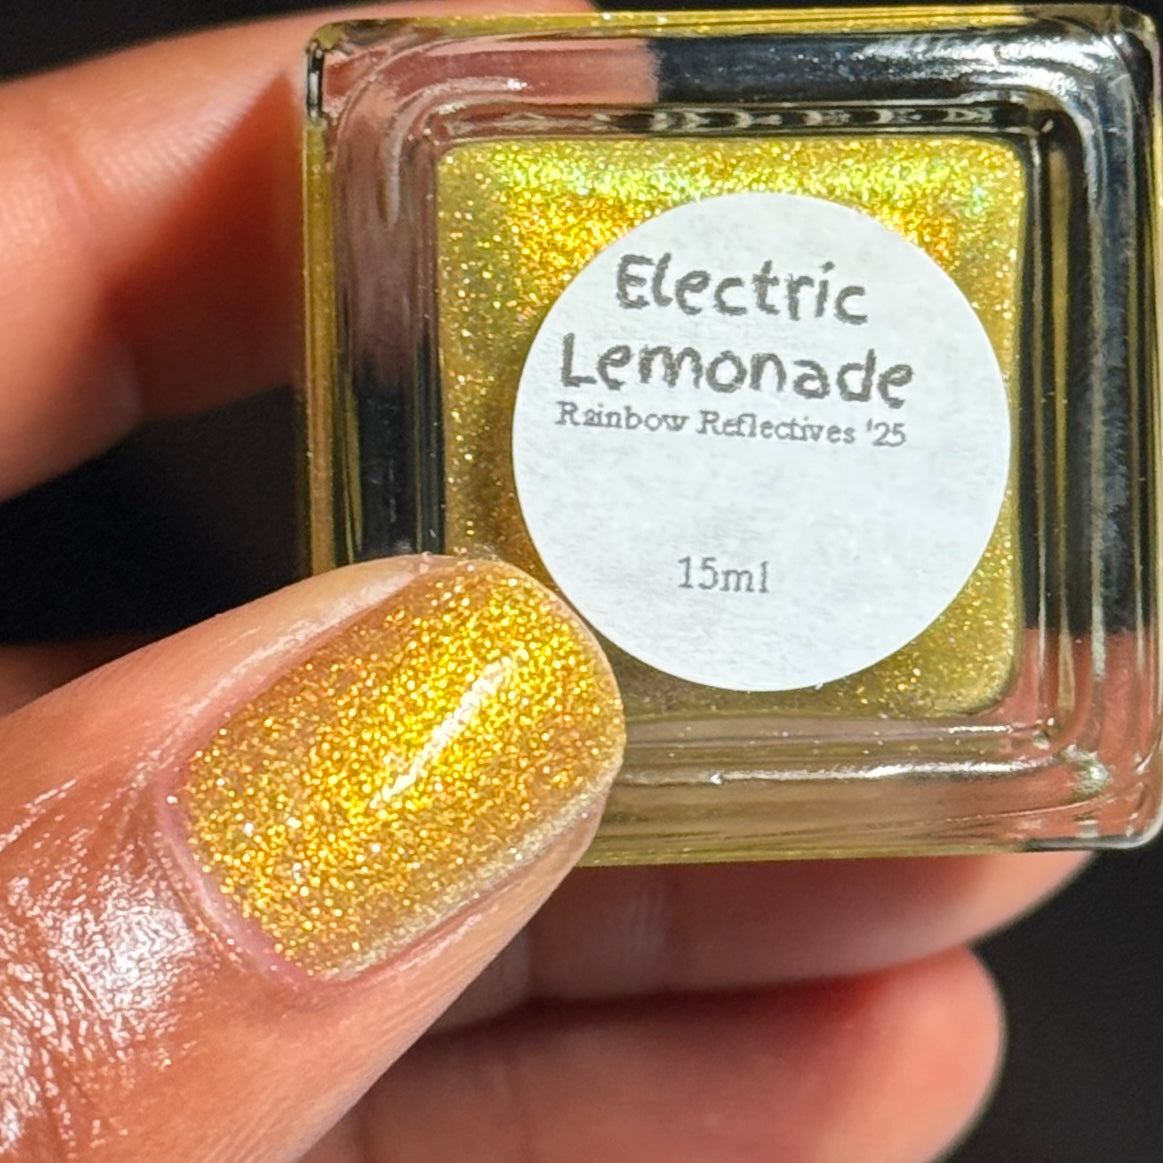 Electric
Lemonade
Rainbow Reflectives '25
15ml